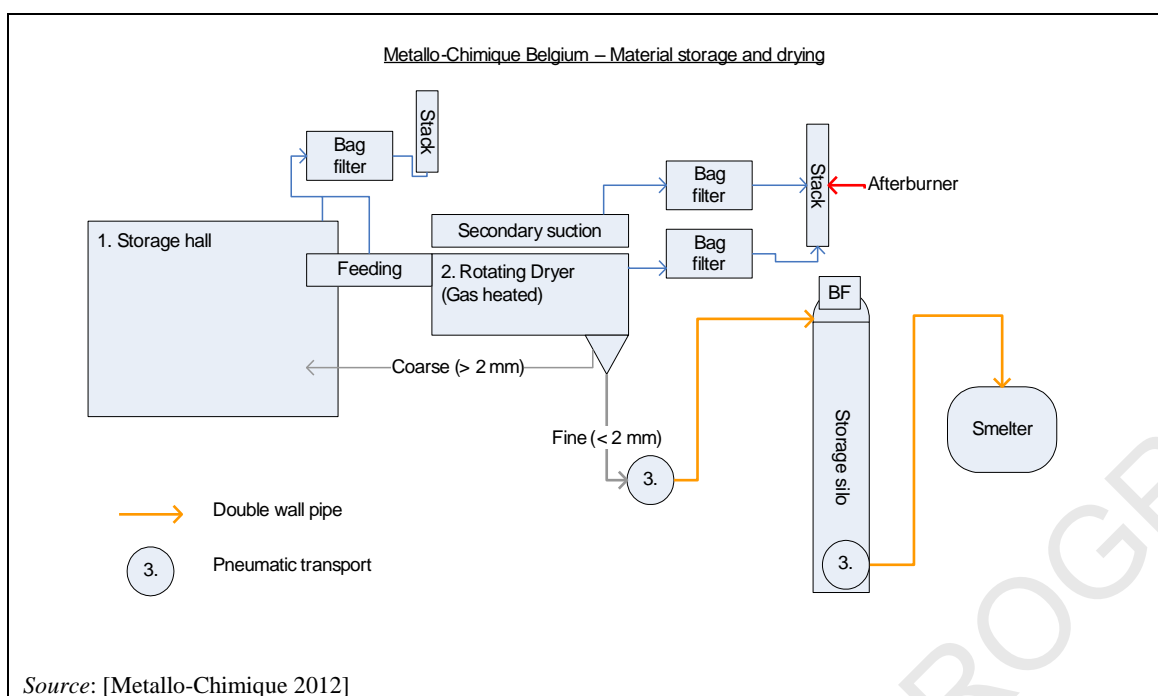 Metallo-Chimique Belgium – Material storage and drying
Stack
Bag
filter
Stack
Bag
filter
Afterburner
1. Storage hall
Secondary suction
Bag
filter
Feeding
2. Rotating Dryer
(Gas heated)
BF
Coarse (> 2 mm)
Fine (< 2 mm)
3.
Storage silo
Smelter
Double wall pipe
3.
Pneumatic transport
3.
Source: [Metallo-Chimique 2012]